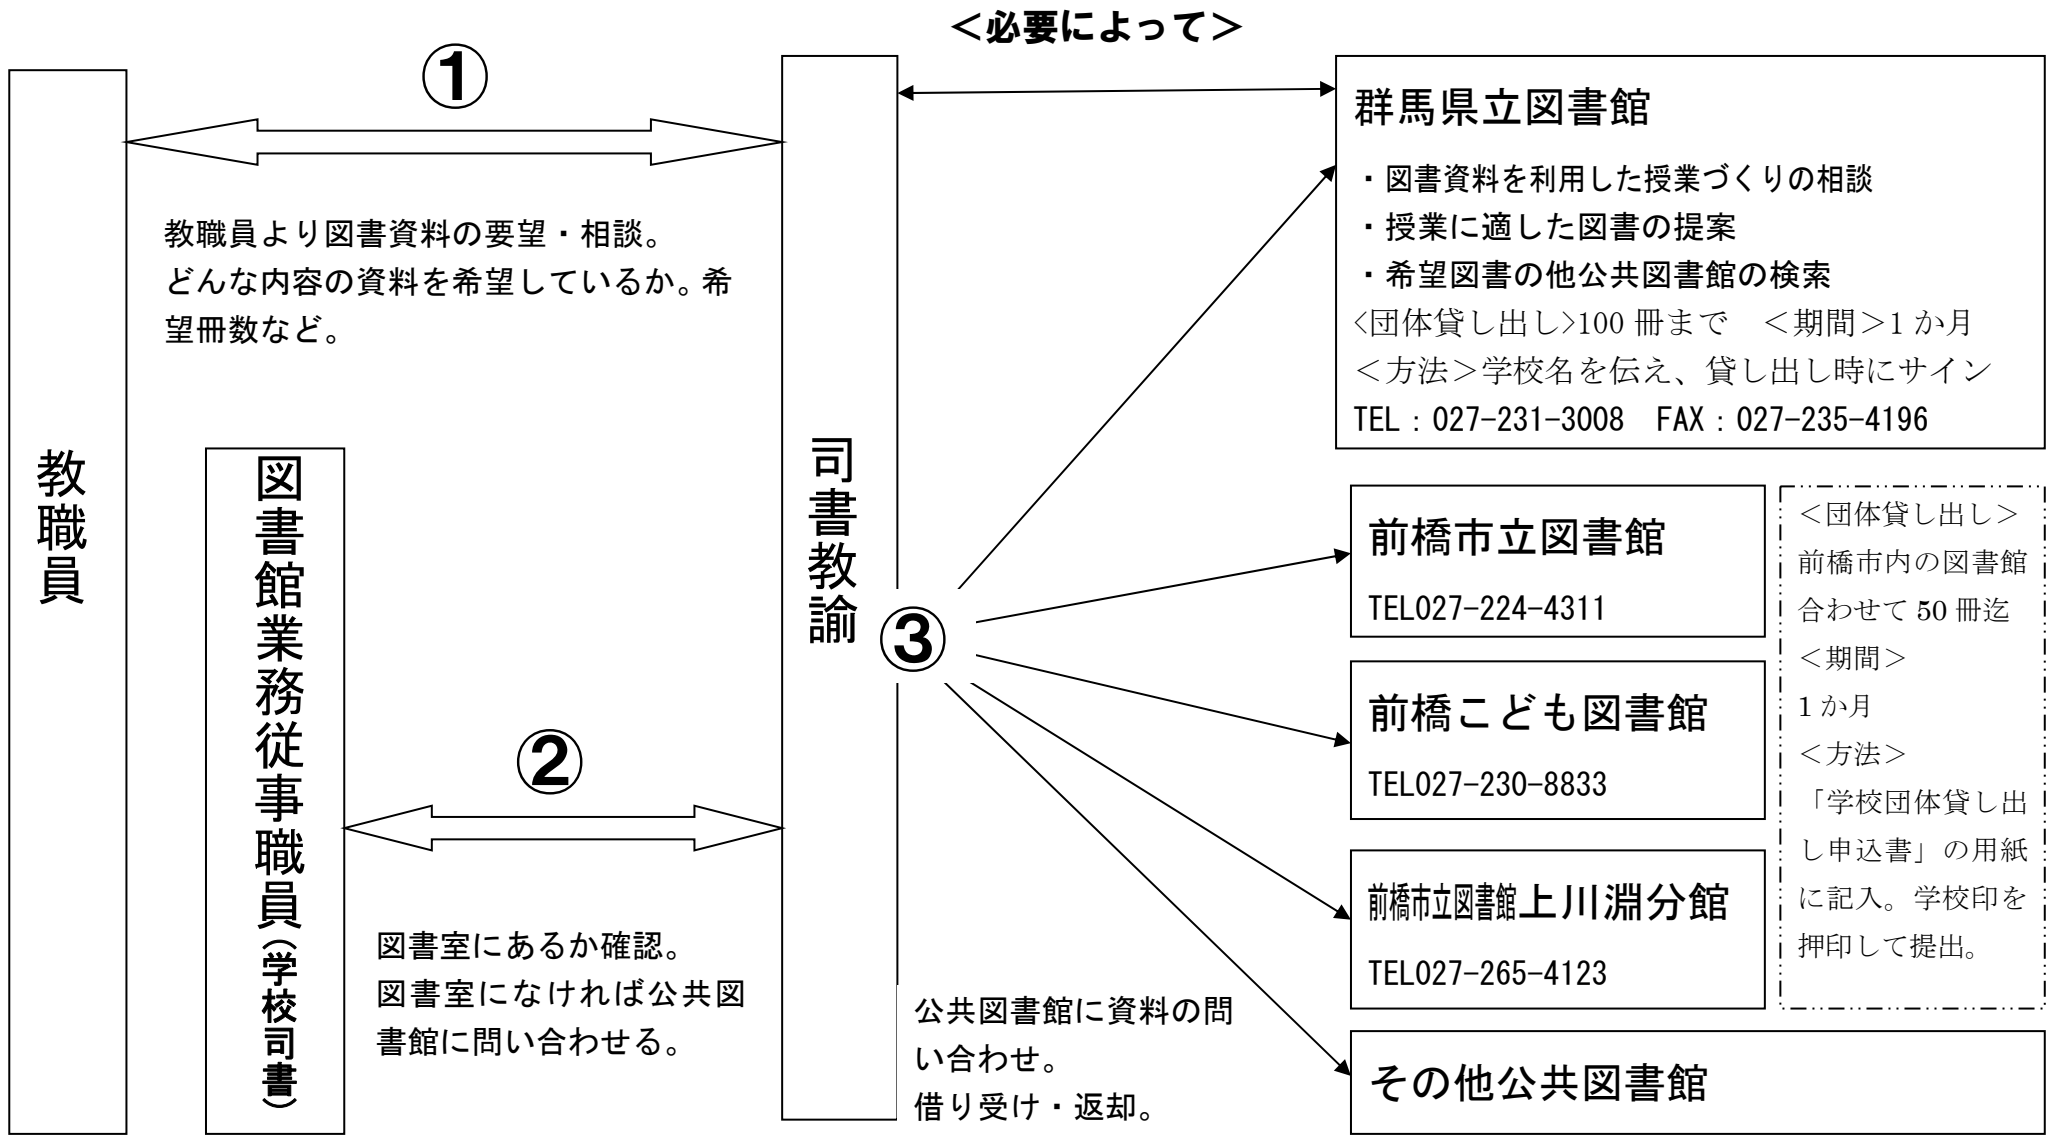 ＜必要によって＞
①
教職員
教職員より図書資料の要望・相談。
どんな内容の資料を希望しているか。希
望冊数など。
図書館業務従事職員（学校司書）
②
図書室にあるか確認。
図書室になければ公共図
書館に問い合わせる。
司書教諭
③
公共図書館に資料の問
い合わせ。
借り受け・返却。
群馬県立図書館
・図書資料を利用した授業づくりの相談
・授業に適した図書の提案
・希望図書の他公共図書館の検索
<団体貸し出し>100 冊まで　＜期間＞1 か月
＜方法＞学校名を伝え、貸し出し時にサイン
TEL：027-231-3008　FAX：027-235-4196
前橋市立図書館
TEL027-224-4311
前橋こども図書館
TEL027-230-8833
前橋市立図書館上川淵分館
TEL027-265-4123
その他公共図書館
＜団体貸し出し＞
前橋市内の図書館
合わせて 50 冊迄
＜期間＞
1 か月
＜方法＞
「学校団体貸し出
し申込書」の用紙
に記入。学校印を
押印して提出。